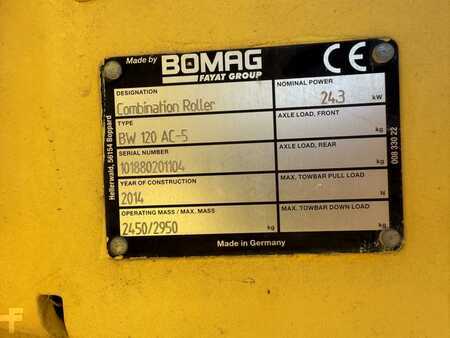 Made by BOMAG CE
FAYAT GROUP
DESIGNATION
Combination Roller
NOMINAL POWER
24.3 kW
TYPE
BW 120 AC-5
AXLE LOAD, FRONT
kg
SERIAL NUMBER
101880201104
AXLE LOAD, REAR
kg
YEAR OF CONSTRUCTION
2014
MAX. TOWBAR PULL LOAD
N
OPERATING MASS / MAX. MASS
2450/2950 kg
MAX. TOWBAR DOWN LOAD
kg
Made in Germany
Hellerwald, 56154 Boppard
008 330 22
F